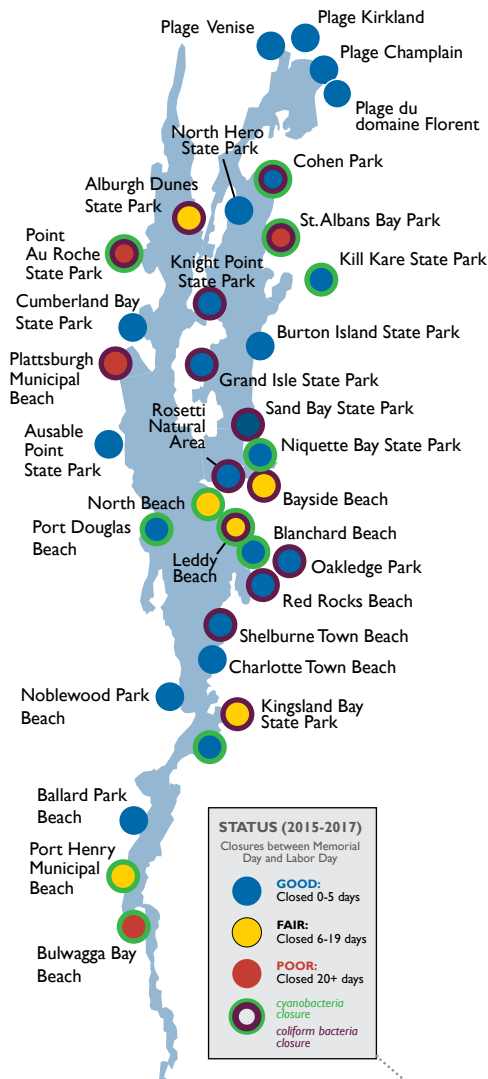 Plage Kirkland
Plage Venise
Plage Champlain
Plage du
domaine Florent
North Hero
State Park
Cohen Park
Alburgh Dunes
State Park
St. Albans Bay Park
Point
Au Roche
State Park
Kill Kare State Park
Knight Point
State Park
Cumberland Bay
State Park
Burton Island State Park
Plattsburgh
Municipal
Beach
Grand Isle State Park
Sand Bay State Park
Rosetti
Natural
Area
Ausable
Point
State Park
Niquette Bay State Park
Bayside Beach
North Beach
Port Douglas
Beach
Blanchard Beach
Leddy
Beach
Oakledge Park
Red Rocks Beach
Shelburne Town Beach
Charlotte Town Beach
Noblewood Park
Beach
Kingsland Bay
State Park
Ballard Park
Beach
Port Henry
Municipal
Beach
Bulwagga Bay
Beach
STATUS (2015-2017)
Closures between Memorial
Day and Labor Day
GOOD:
Closed 0-5 days
FAIR:
Closed 6-19 days
POOR:
Closed 20+ days
cyanobacteria
closure
coliform bacteria
closure